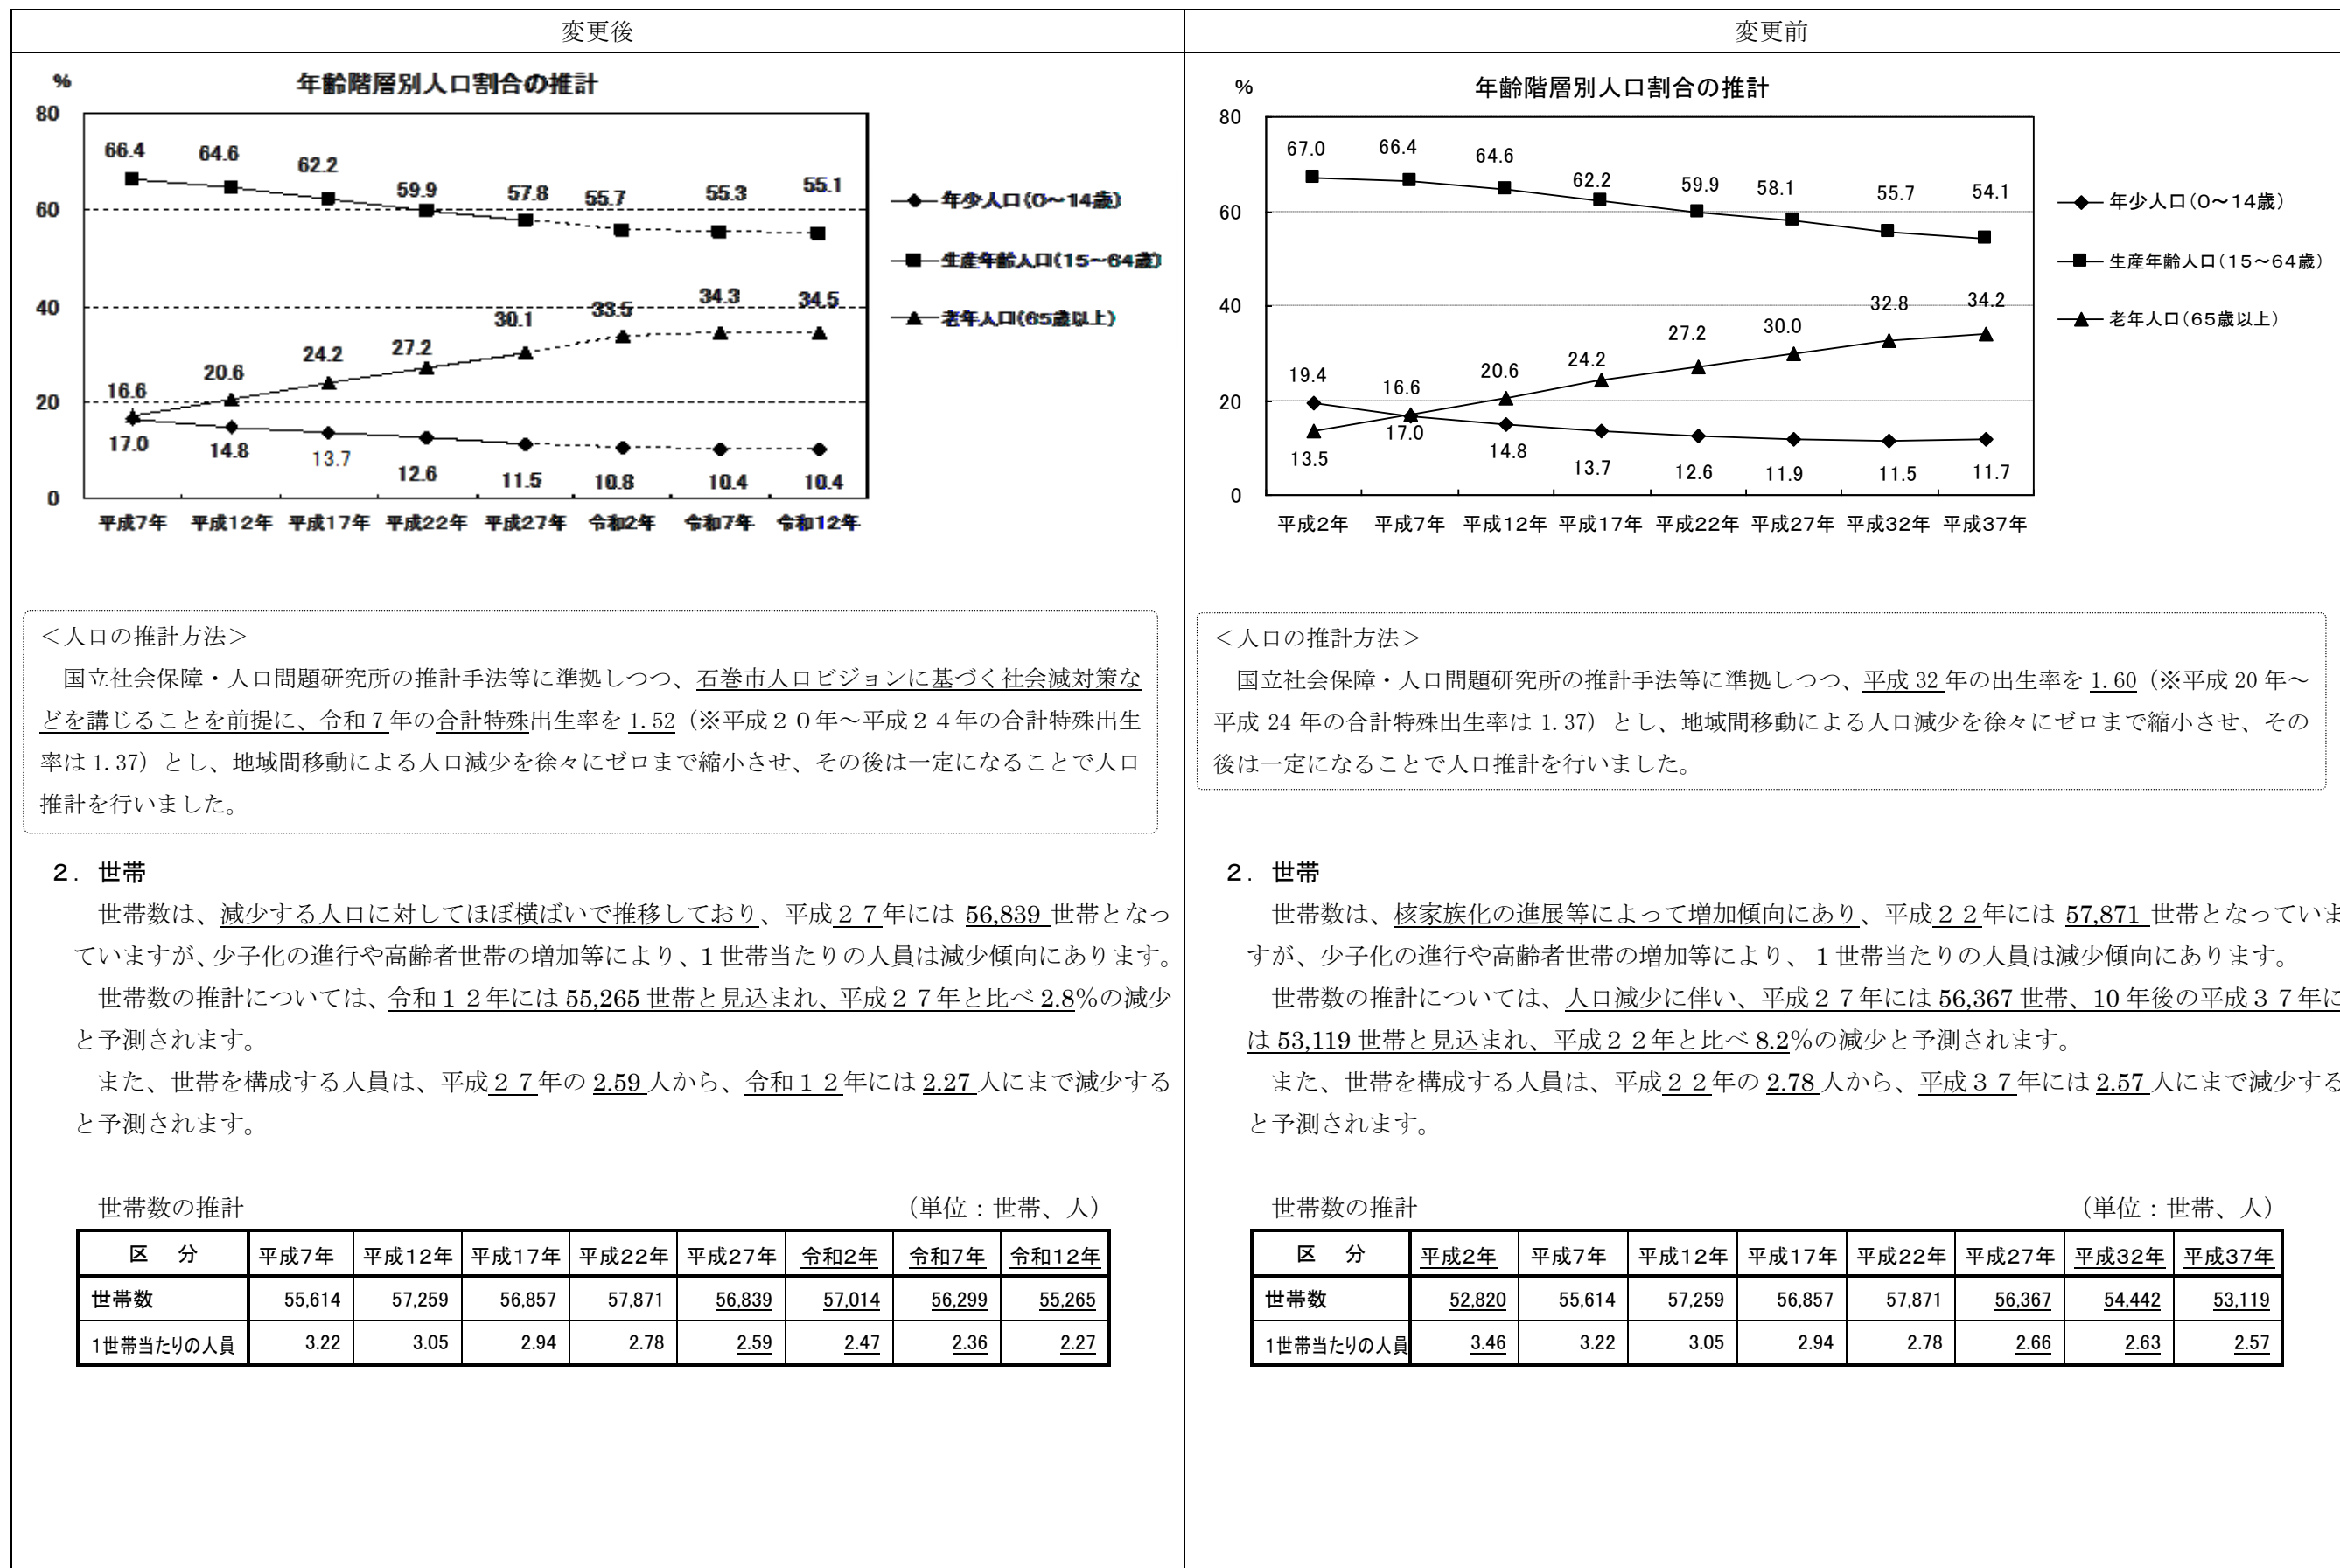 変更後
％
年齢階層別人口割合の推計
80
60
40
20
0
66.4
64.6
62.2
59.9
57.8
55.7
55.3
55.1
16.6
20.6
24.2
27.2
30.1
33.5
34.3
34.5
17.0
14.8
13.7
12.6
11.5
10.8
10.4
10.4
平成7年 平成12年 平成17年 平成22年 平成27年 令和2年 令和7年 令和12年
年少人口(0～14歳)
生産年齢人口(15～64歳)
老年人口(65歳以上)
＜人口の推計方法＞
国立社会保障・人口問題研究所の推計手法等に準拠しつつ、石巻市人口ビジョンに基づく社会減対策な
どを講じることを前提に、令和７年の合計特殊出生率を1.52（※平成２０年～平成２４年の合計特殊出生
率は1.37）とし、地域間移動による人口減少を徐々にゼロまで縮小させ、その後は一定になることで人口
推計を行いました。
２．世帯
世帯数は、減少する人口に対してほぼ横ばいで推移しており、平成２７年には 56,839 世帯となっ
ていますが、少子化の進行や高齢者世帯の増加等により、１世帯当たりの人員は減少傾向にあります。
世帯数の推計については、令和１２年には 55,265 世帯と見込まれ、平成２７年と比べ 2.8%の減少
と予測されます。
また、世帯を構成する人員は、平成２７年の 2.59 人から、令和１２年には 2.27 人にまで減少する
と予測されます。
世帯数の推計 （単位：世帯、人）
区 分 平成7年 平成12年 平成17年 平成22年 平成27年 令和2年 令和7年 令和12年
世帯数 55,614 57,259 56,857 57,871 56,839 57,014 56,299 55,265
1世帯当たりの人員 3.22 3.05 2.94 2.78 2.59 2.47 2.36 2.27
変更前
％
年齢階層別人口割合の推計
80
60
40
20
0
67.0
66.4
64.6
62.2
59.9
58.1
55.7
54.1
19.4
16.6
20.6
24.2
27.2
30.0
32.8
34.2
13.5
17.0
14.8
13.7
12.6
11.9
11.5
11.7
平成2年 平成7年 平成12年 平成17年 平成22年 平成27年 平成32年 平成37年
年少人口(0～14歳)
生産年齢人口(15～64歳)
老年人口(65歳以上)
＜人口の推計方法＞
国立社会保障・人口問題研究所の推計手法等に準拠しつつ、平成 32 年の出生率を 1.60（※平成 20 年～
平成 24 年の合計特殊出生率は 1.37）とし、地域間移動による人口減少を徐々にゼロまで縮小させ、その
後は一定になることで人口推計を行いました。
２．世帯
世帯数は、核家族化の進展等によって増加傾向にあり、平成２２年には 57,871 世帯となっていま
すが、少子化の進行や高齢者世帯の増加等により、１世帯当たりの人員は減少傾向にあります。
世帯数の推計については、人口減少に伴い、平成２７年には 56,367 世帯、10 年後の平成３７年に
は 53,119 世帯と見込まれ、平成２２年と比べ 8.2%の減少と予測されます。
また、世帯を構成する人員は、平成２２年の 2.78 人から、平成３７年には 2.57 人にまで減少する
と予測されます。
世帯数の推計 （単位：世帯、人）
区 分 平成2年 平成7年 平成12年 平成17年 平成22年 平成27年 平成32年 平成37年
世帯数 52,820 55,614 57,259 56,857 57,871 56,367 54,442 53,119
1世帯当たりの人員 3.46 3.22 3.05 2.94 2.78 2.66 2.63 2.57